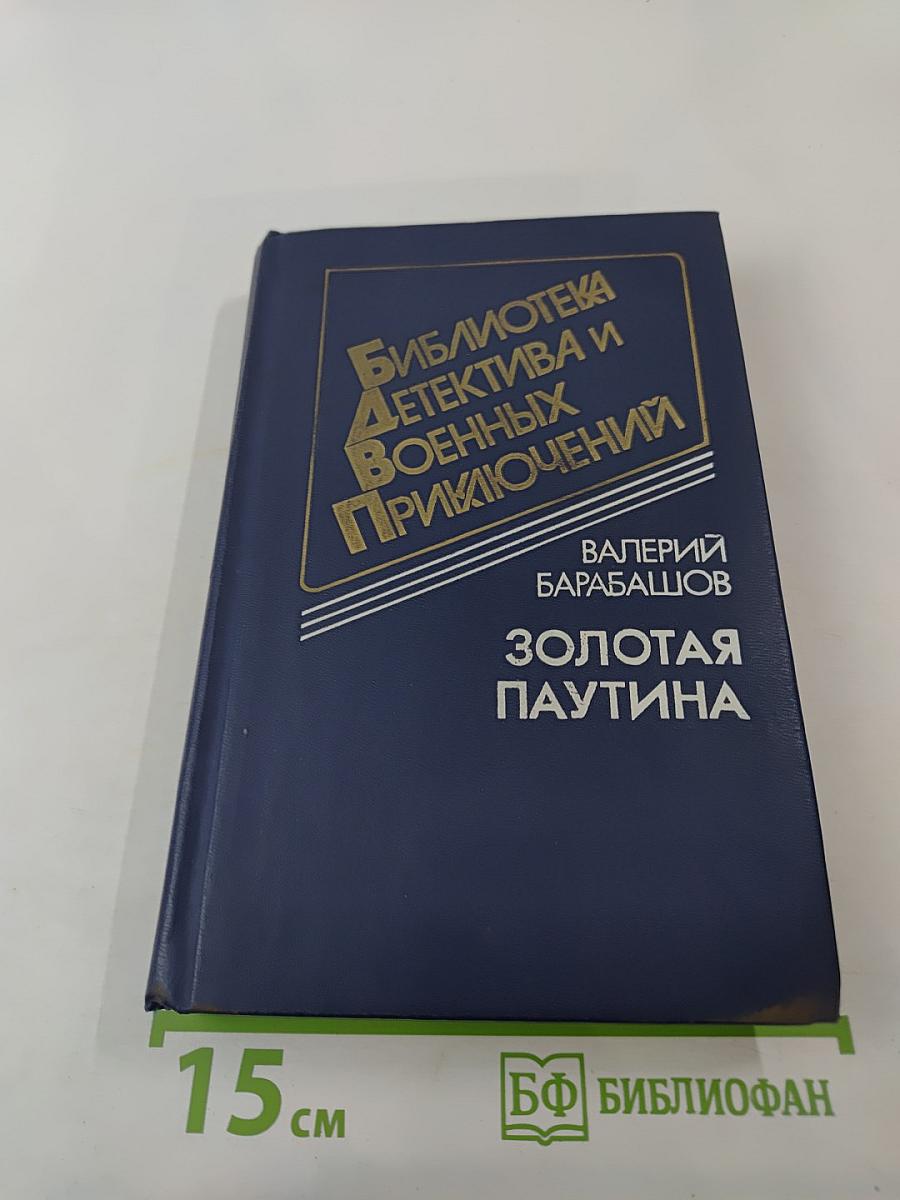 БИБЛИОТЕКА
ДЕТЕКТИВА И
ВОЕННЫХ
ПРИКЛЮЧЕНИЙ
ВАЛЕРИЙ
БАРАБАШОВ
ЗОЛОТАЯ
ПАУТИНА
15 см
БФ БИБЛИОФАН